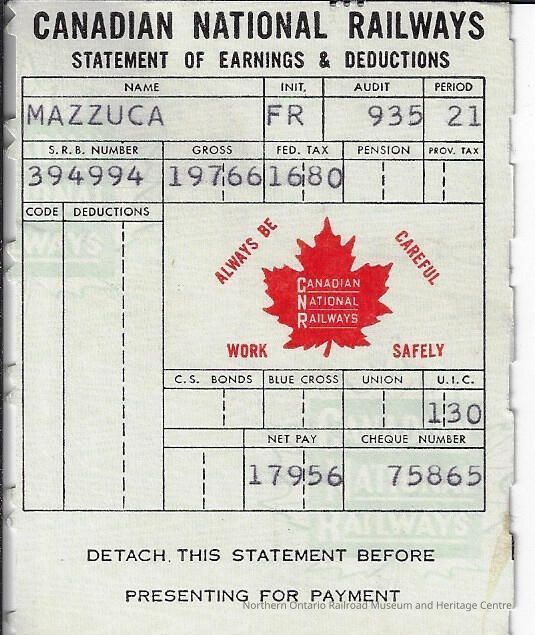 CANADIAN NATIONAL RAILWAYS
STATEMENT OF EARNINGS & DEDUCTIONS
NAME INIT. AUDIT PERIOD
MAZZUCA FR 935 21
S.R.B. NUMBER GROSS FED. TAX PENSION PROV. TAX
394994 19766 1680
CODE DEDUCTIONS
ALWAYS BE CAREFUL
CANADIAN
NATIONAL
RAILWAYS
WORK SAFELY
C.S. BONDS BLUE CROSS UNION U.I.C.
130
NET PAY CHEQUE NUMBER
17956 75865
DETACH THIS STATEMENT BEFORE
PRESENTING FOR PAYMENT
Northern Ontario Railroad Museum and Heritage Centre